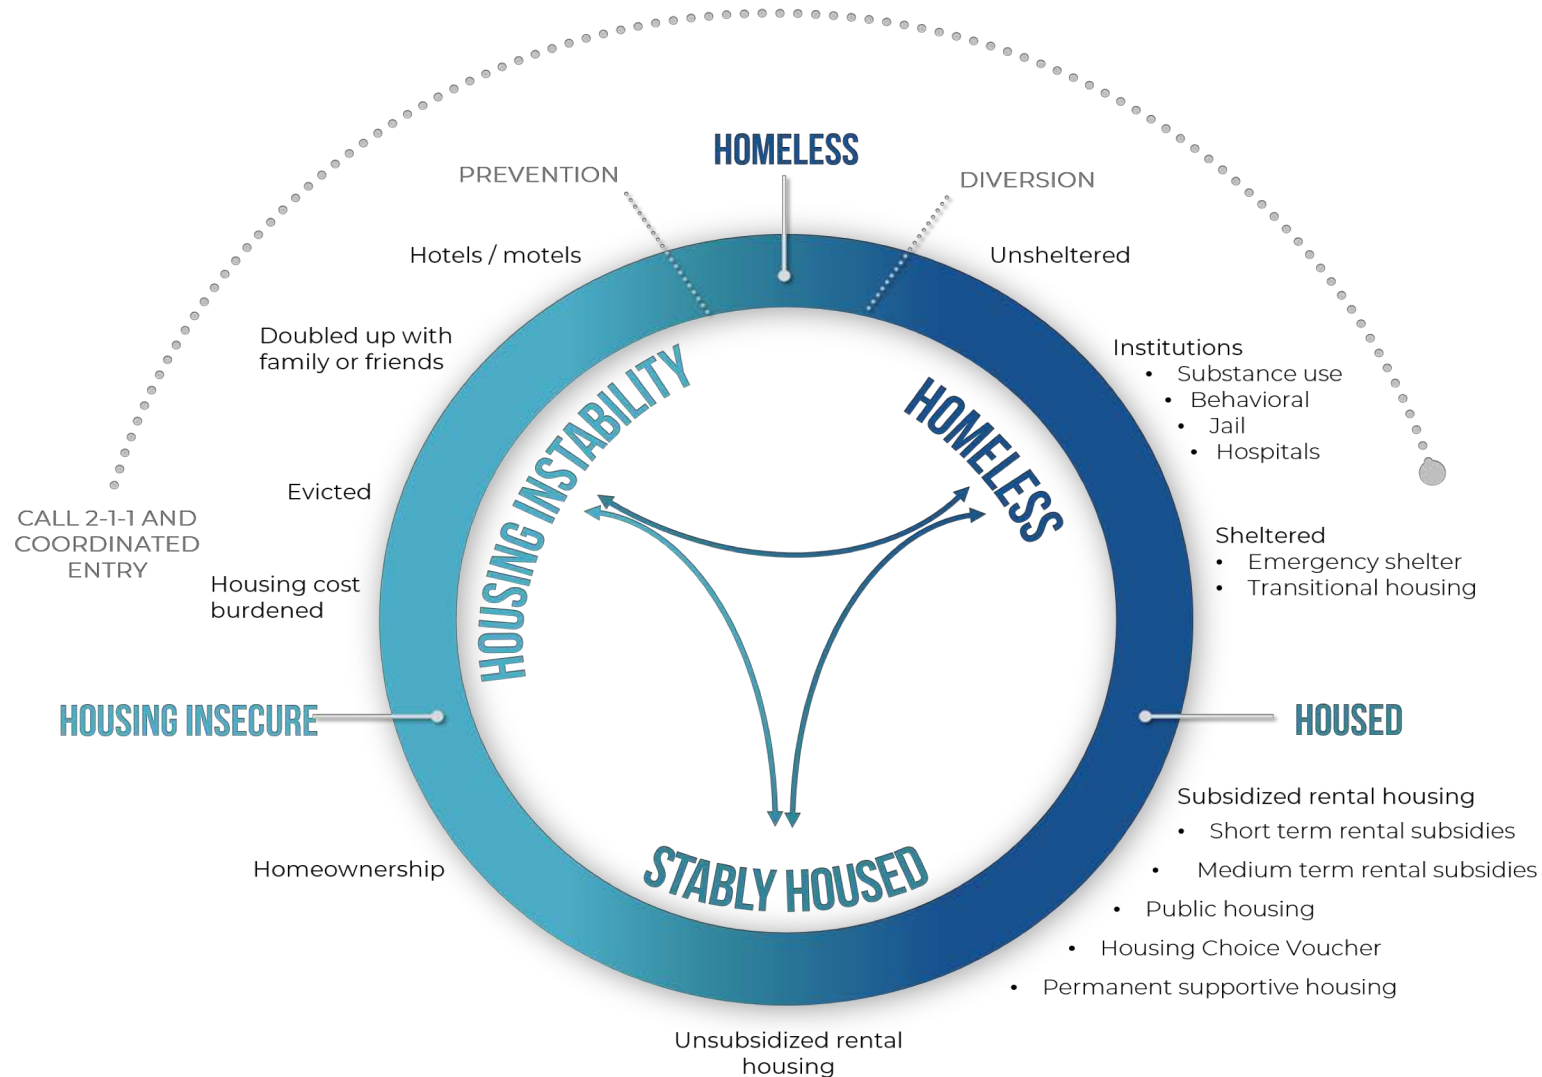 HOMELESS
PREVENTION
DIVERSION
Hotels / motels
Unsheltered
Doubled up with
family or friends
Institutions
• Substance use
• Behavioral
• Jail
• Hospitals
HOUSING INSTABILITY
HOMELESS
Evicted
CALL 2-1-1 AND
COORDINATED
ENTRY
Sheltered
• Emergency shelter
• Transitional housing
Housing cost
burdened
HOUSING INSECURE
HOUSED
Subsidized rental housing
• Short term rental subsidies
• Medium term rental subsidies
• Public housing
• Housing Choice Voucher
• Permanent supportive housing
STABLY HOUSED
Homeownership
Unsubsidized rental
housing